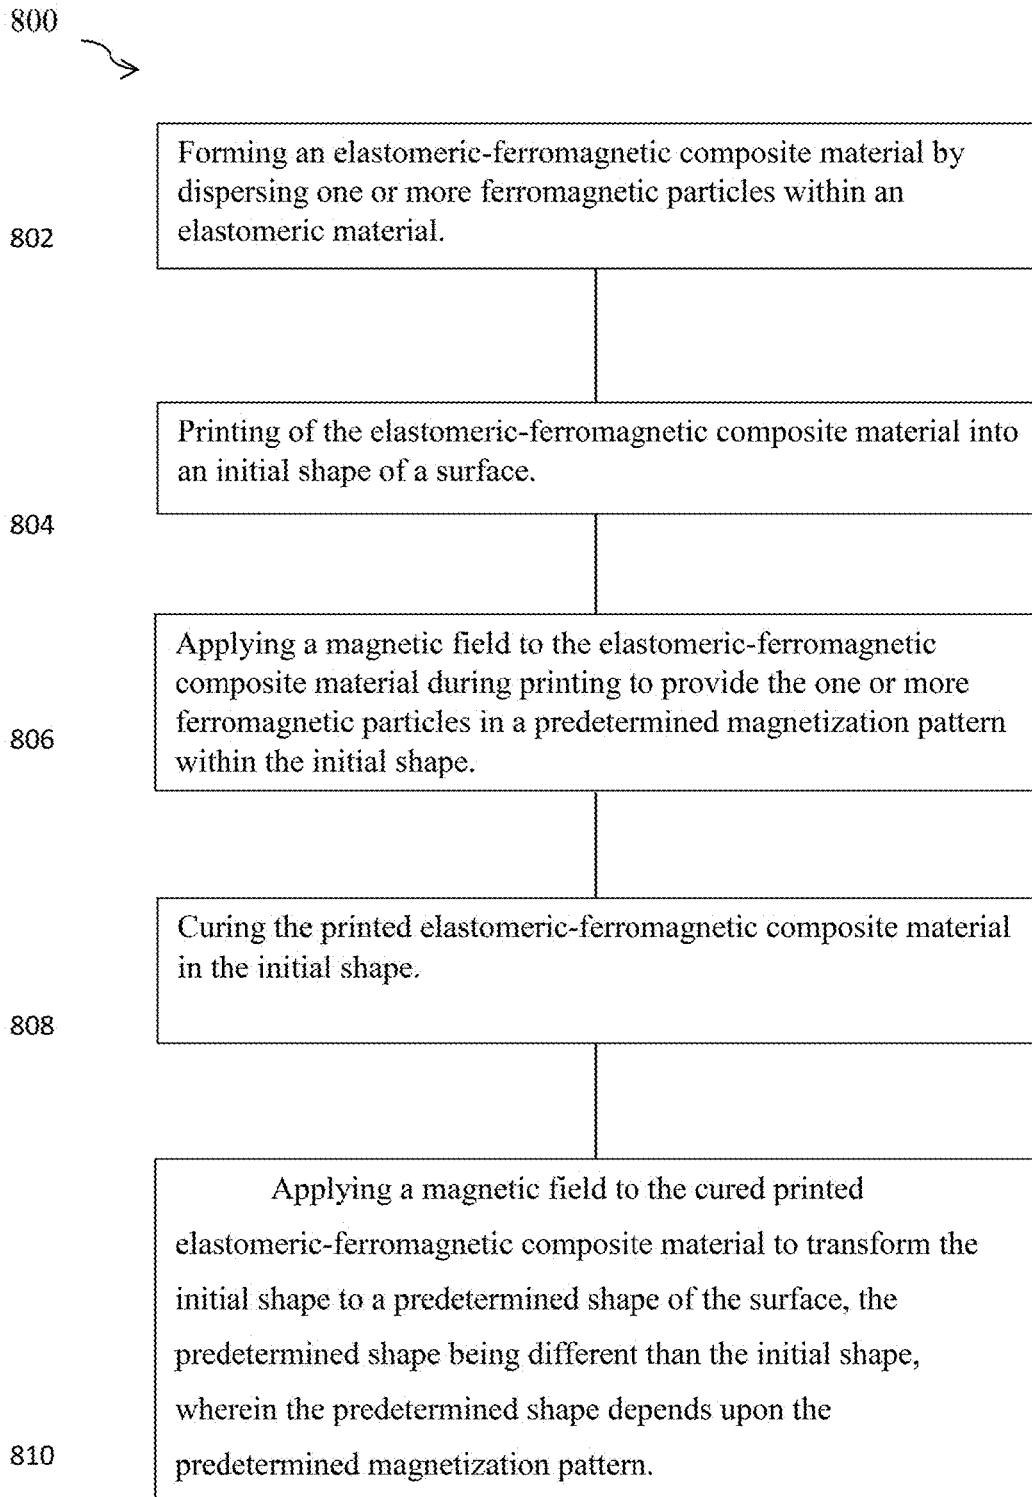 800
Forming an elastomeric-ferromagnetic composite material by
dispersing one or more ferromagnetic particles within an
elastomeric material.
802
Printing of the elastomeric-ferromagnetic composite material into
an initial shape of a surface.
804
Applying a magnetic field to the elastomeric-ferromagnetic
composite material during printing to provide the one or more
ferromagnetic particles in a predetermined magnetization pattern
within the initial shape.
806
Curing the printed elastomeric-ferromagnetic composite material
in the initial shape.
808
Applying a magnetic field to the cured printed
elastomeric-ferromagnetic composite material to transform the
initial shape to a predetermined shape of the surface, the
predetermined shape being different than the initial shape,
wherein the predetermined shape depends upon the
predetermined magnetization pattern.
810